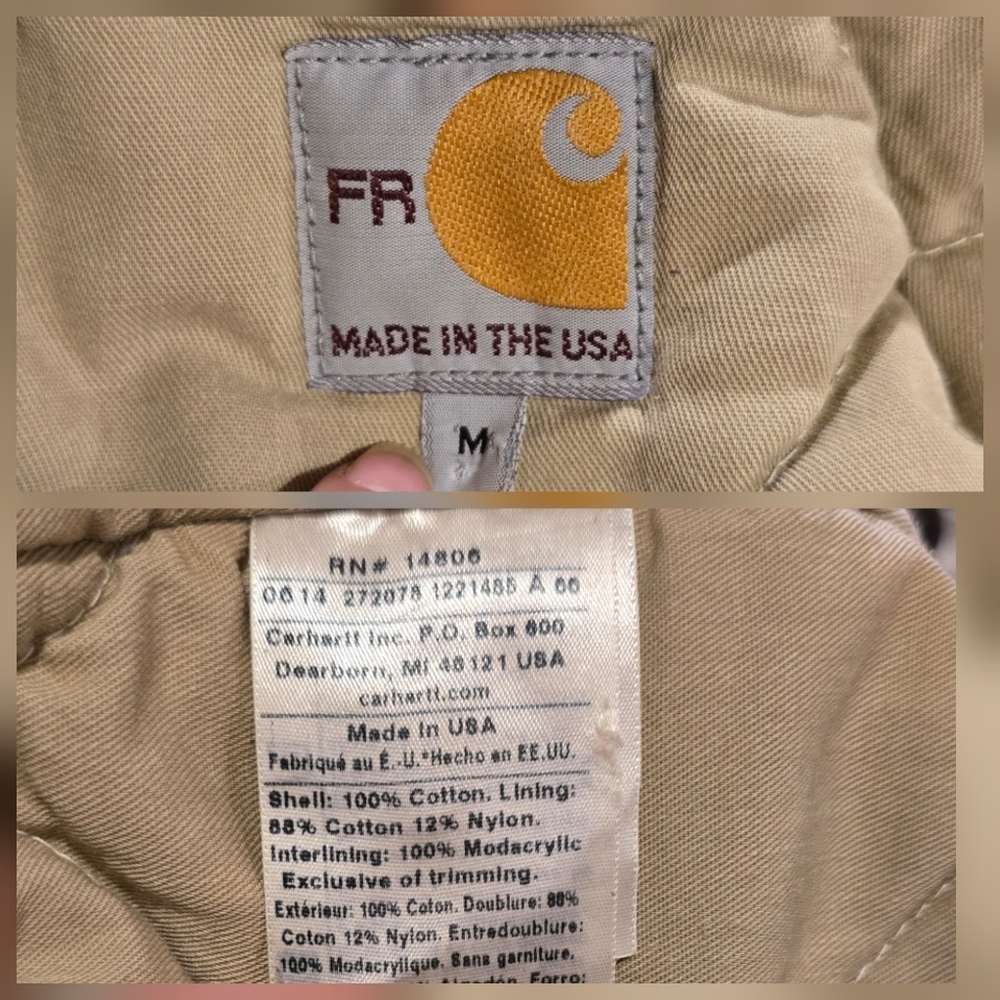 FR
MADE IN THE USA
M
RN# 14806
0614 272078 1221485 A 66
Carhartt Inc. P.O. Box 600
Dearborn, MI 48121 USA
carhartt.com
Made in USA
Fabriqué au É.-U.*Hecho en EE.UU.
Shell: 100% Cotton. Lining:
88% Cotton 12% Nylon.
Interlining: 100% Modacrylic
Exclusive of trimming.
Extérieur: 100% Coton. Doublure: 88%
Coton 12% Nylon. Entredoublure:
100% Modacrylique. Sans garniture.
Algodón. Forro: